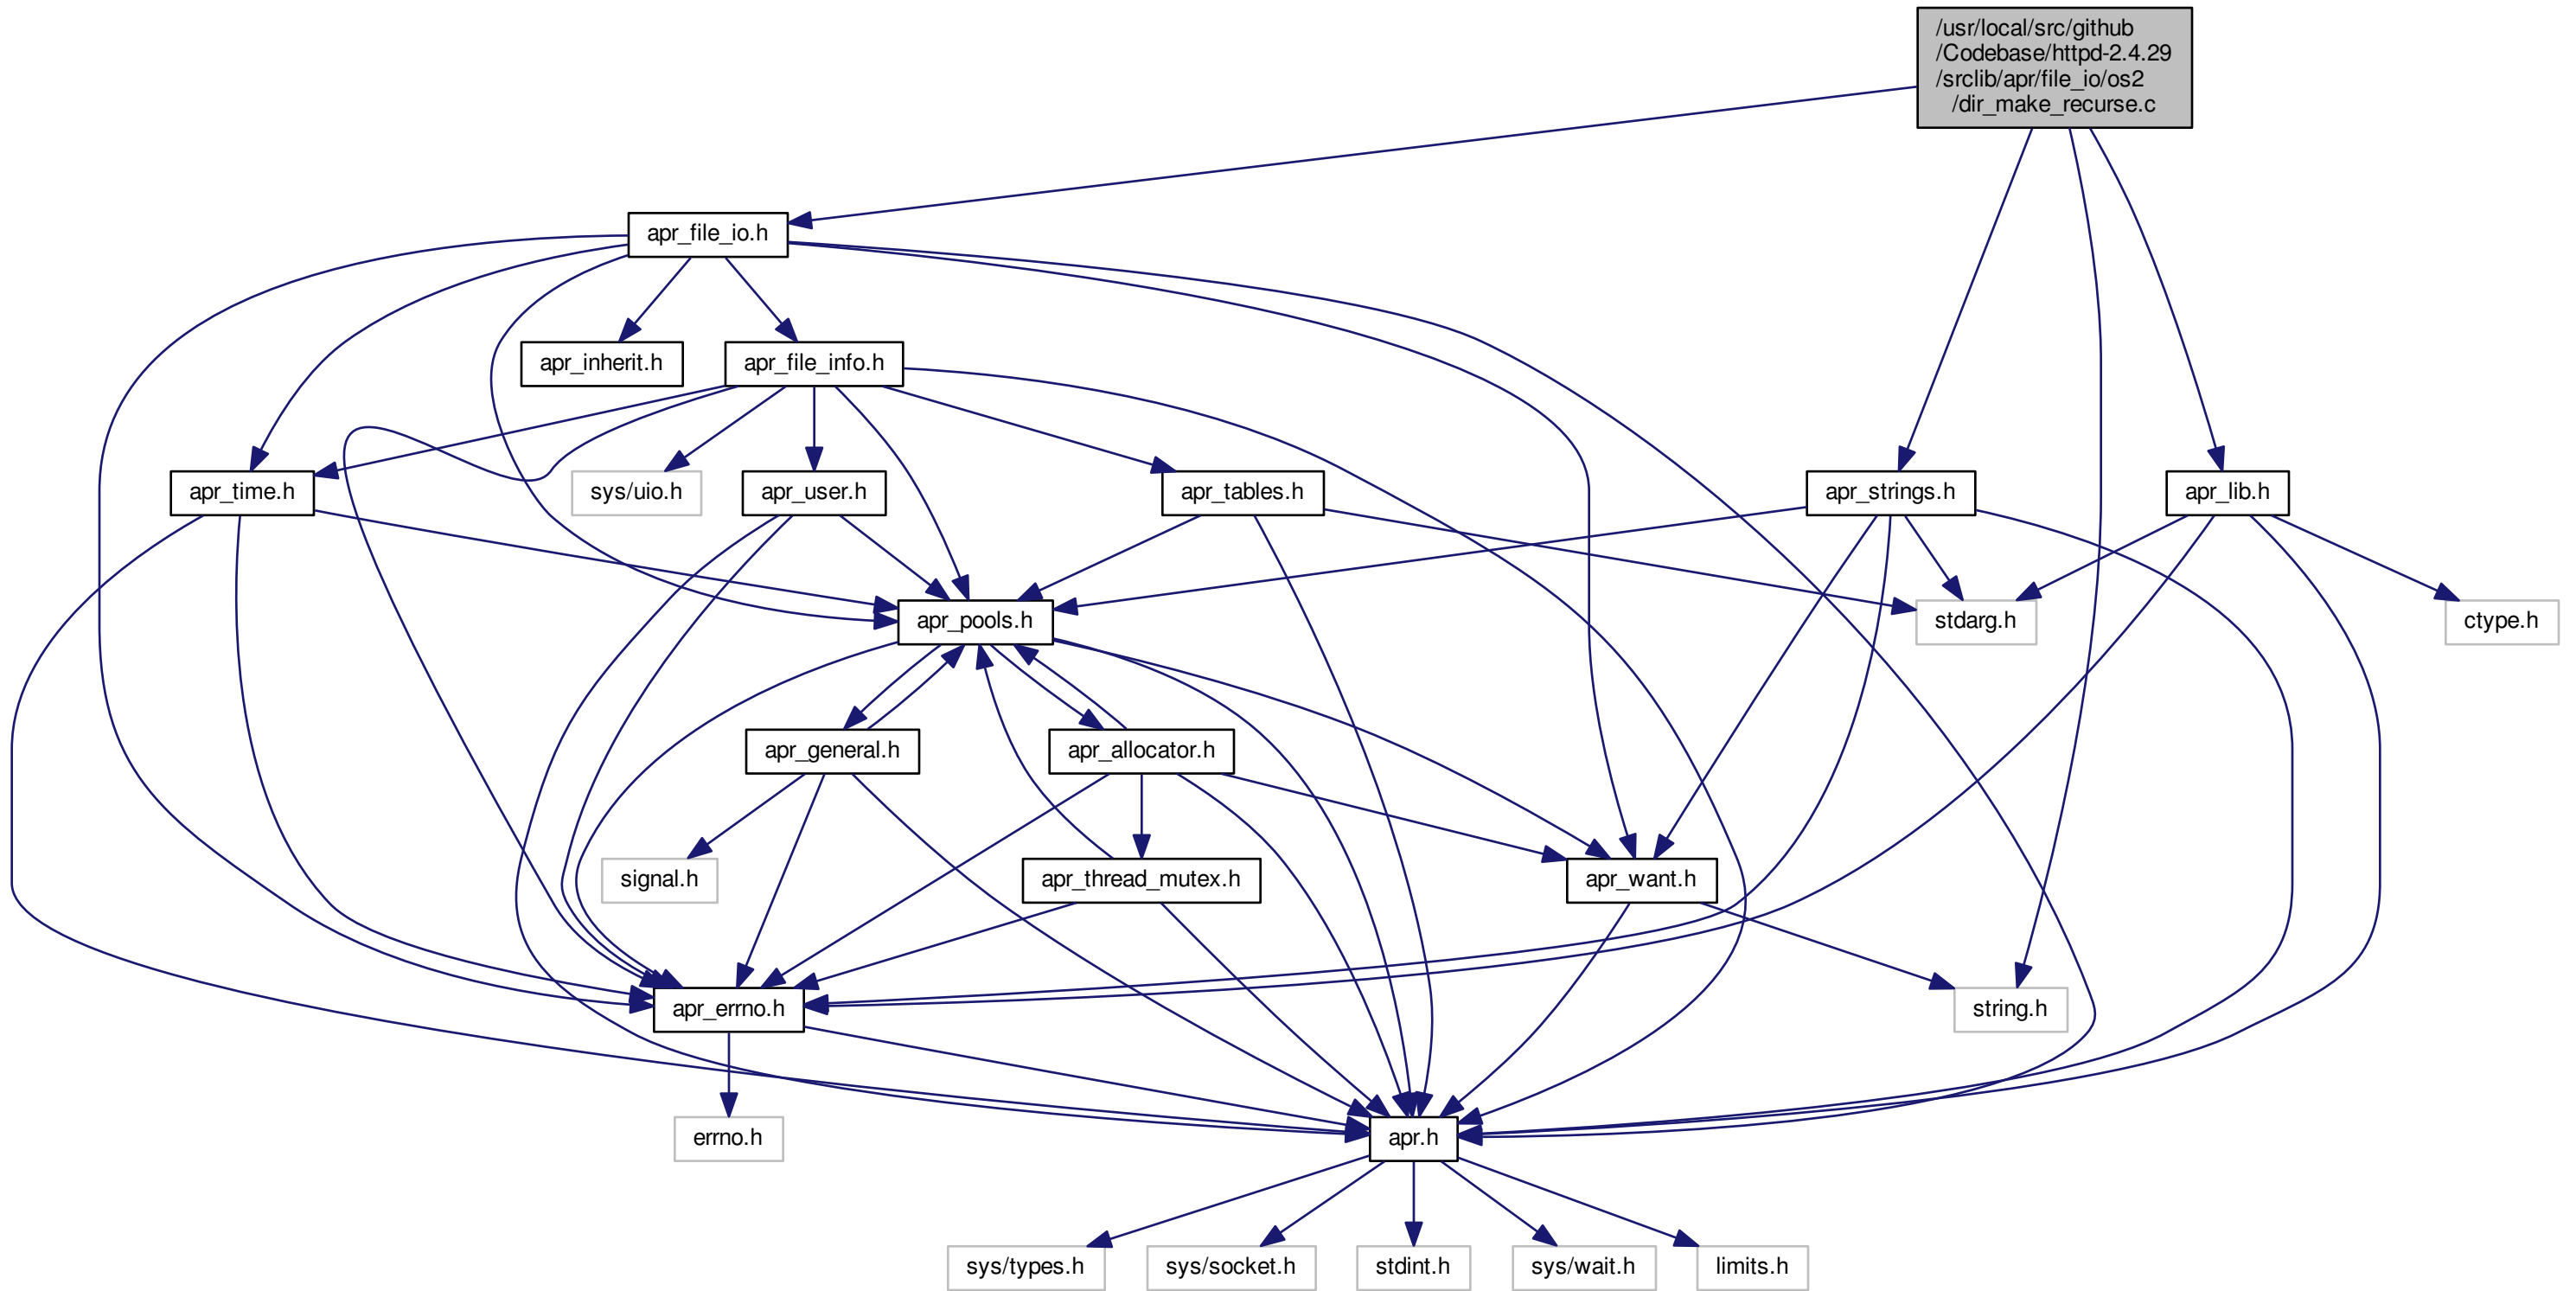 /usr/local/src/github
/Codebase/httpd-2.4.29
/srclib/apr/file_io/os2
/dir_make_recurse.c
apr_file_io.h
apr_inherit.h
apr_file_info.h
apr_time.h
sys/uio.h
apr_user.h
apr_tables.h
apr_strings.h
apr_lib.h
apr_pools.h
stdarg.h
ctype.h
apr_general.h
apr_allocator.h
signal.h
apr_thread_mutex.h
apr_want.h
apr_errno.h
string.h
errno.h
apr.h
sys/types.h
sys/socket.h
stdint.h
sys/wait.h
limits.h